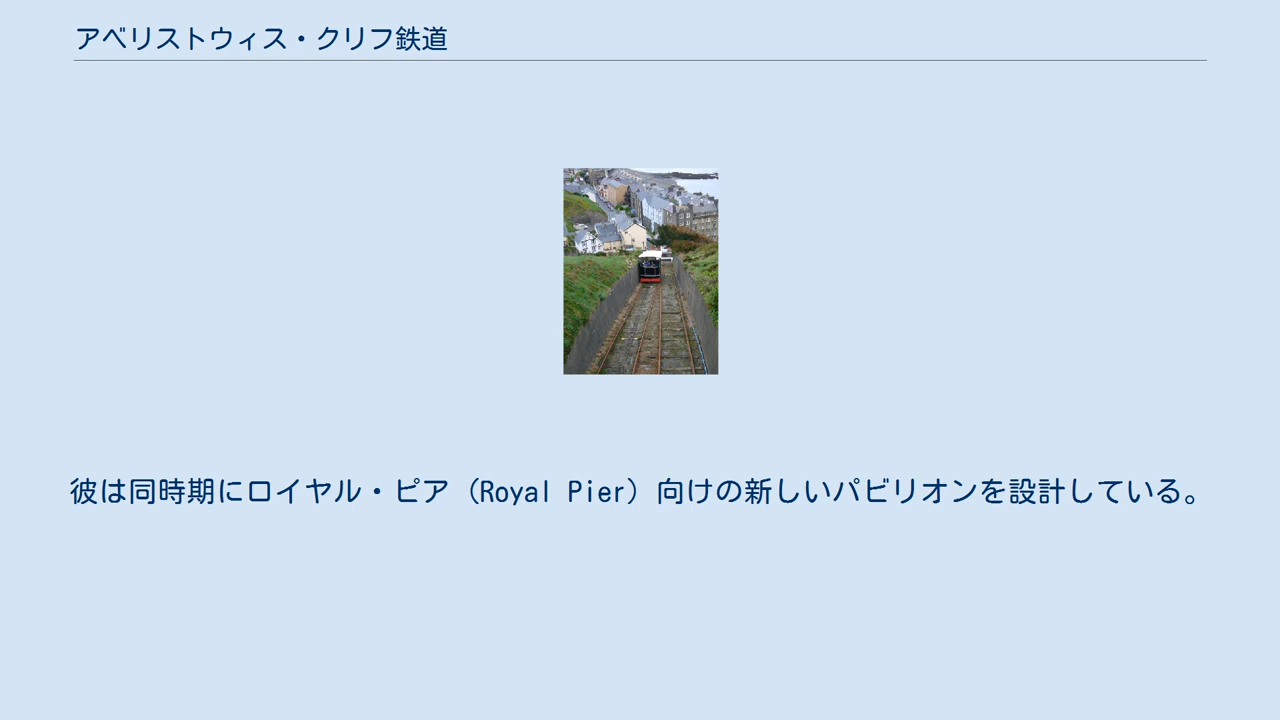 アベリストウィス・クリフ鉄道
彼は同時期にロイヤル・ピア（Royal Pier）向けの新しいパビリオンを設計している。